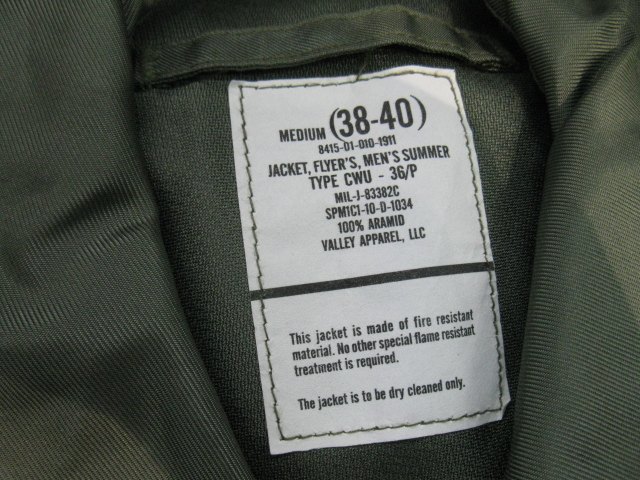 MEDIUM (38-40)
8415-01-010-1911
JACKET, FLYER'S, MEN'S SUMMER
TYPE CWU - 36/P
MIL-J-83382C
SPM1C1-10-D-1034
100% ARAMID
VALLEY APPAREL, LLC
This jacket is made of fire resistant
material. No other special flame resistant
treatment is required.
The jacket is to be dry cleaned only.